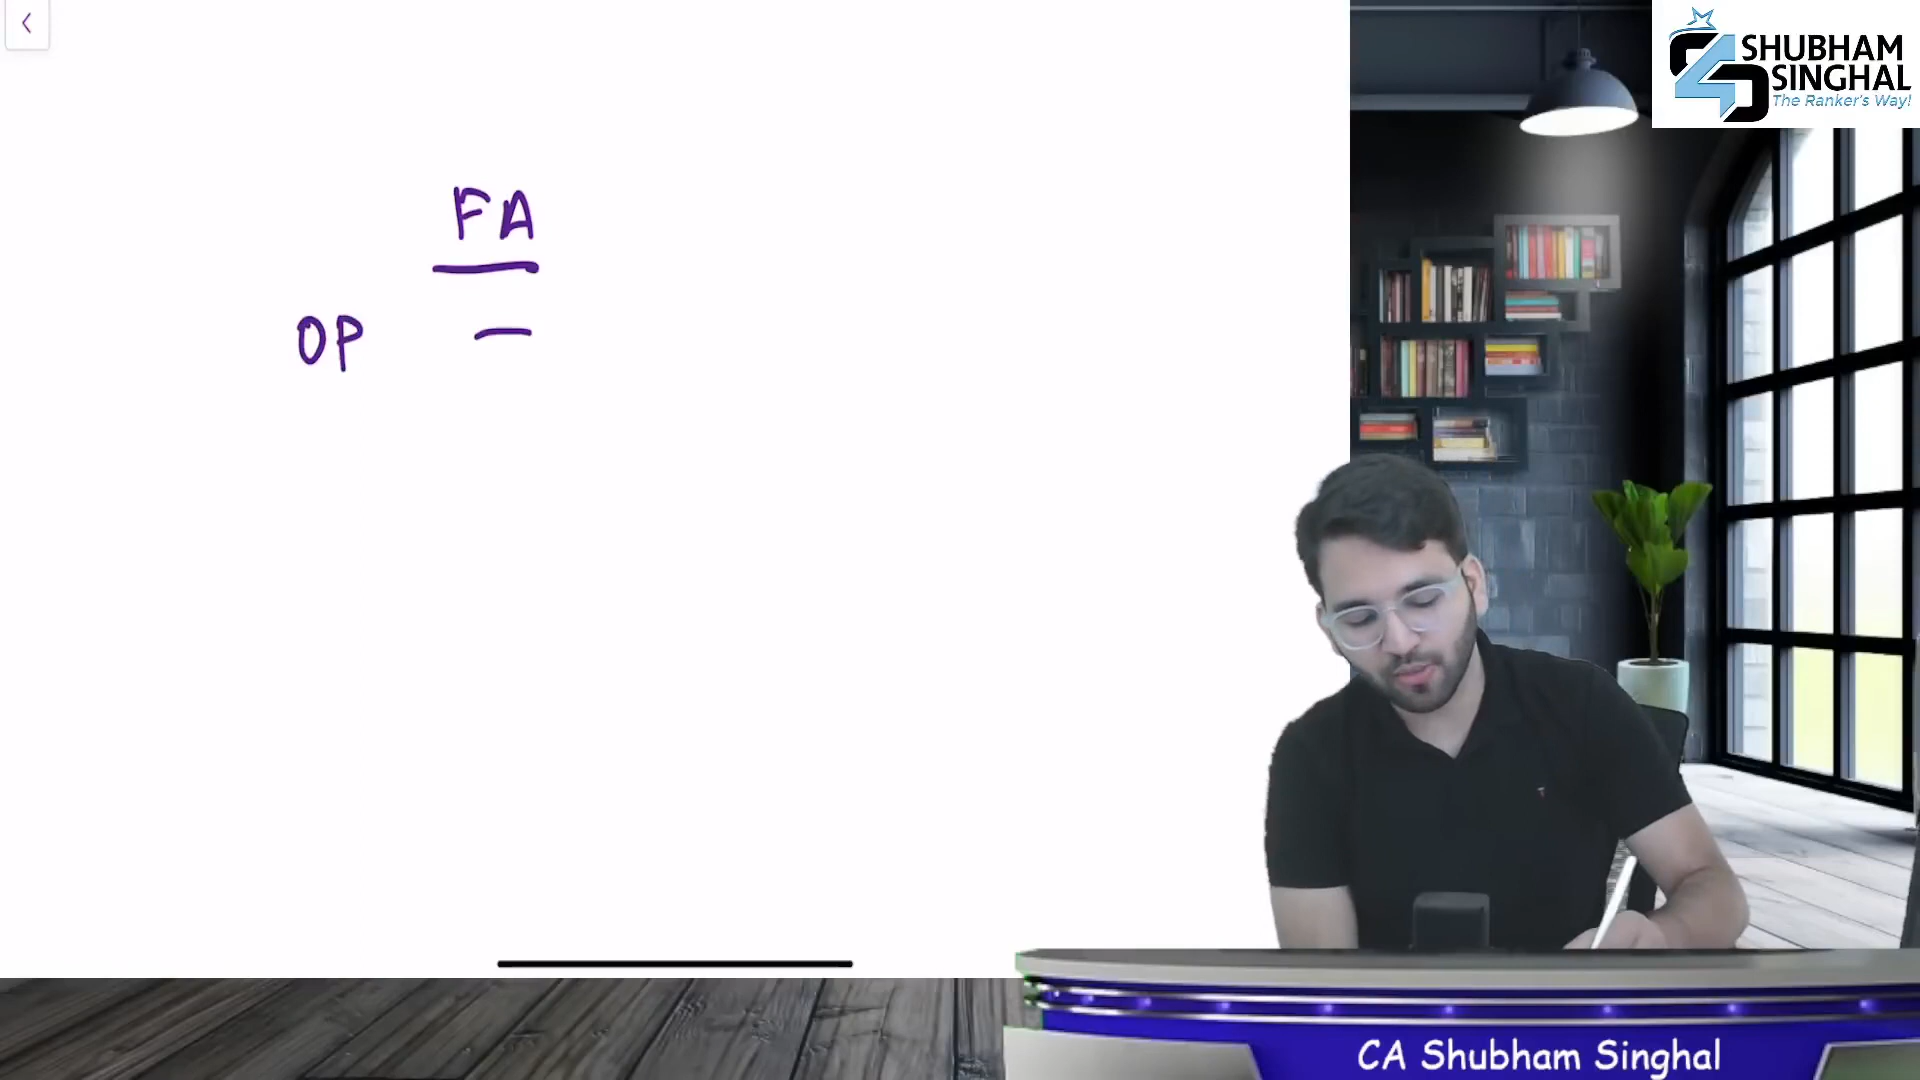 SHUBHAM
SINGHAL
The Ranker's Way!
FA
OP —
CA Shubham Singhal